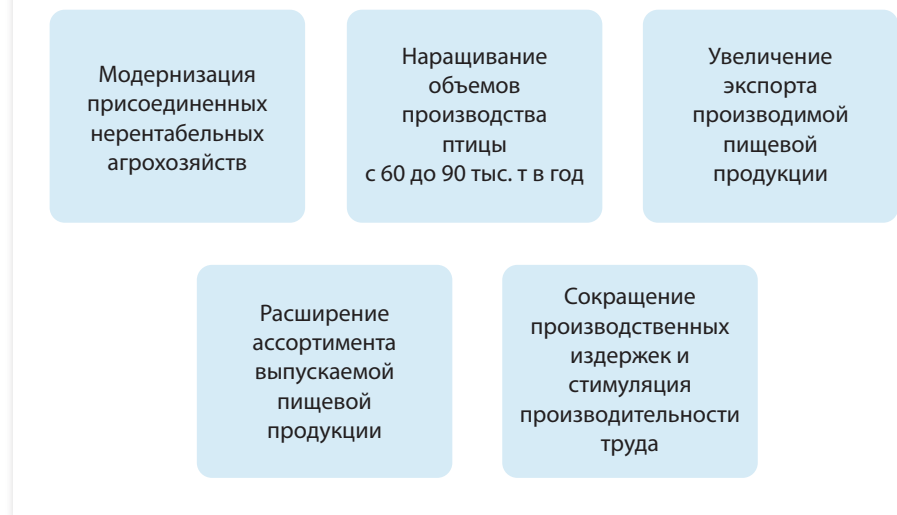 Модернизация
присоединенных
нерентабельных
агрохозяйств
Наращивание
объемов
производства
птицы
с 60 до 90 тыс. т в год
Увеличение
экспорта
производимой
пищевой
продукции
Расширение
ассортимента
выпускаемой
пищевой
продукции
Сокращение
производственных
издержек и
стимуляция
производительности
труда